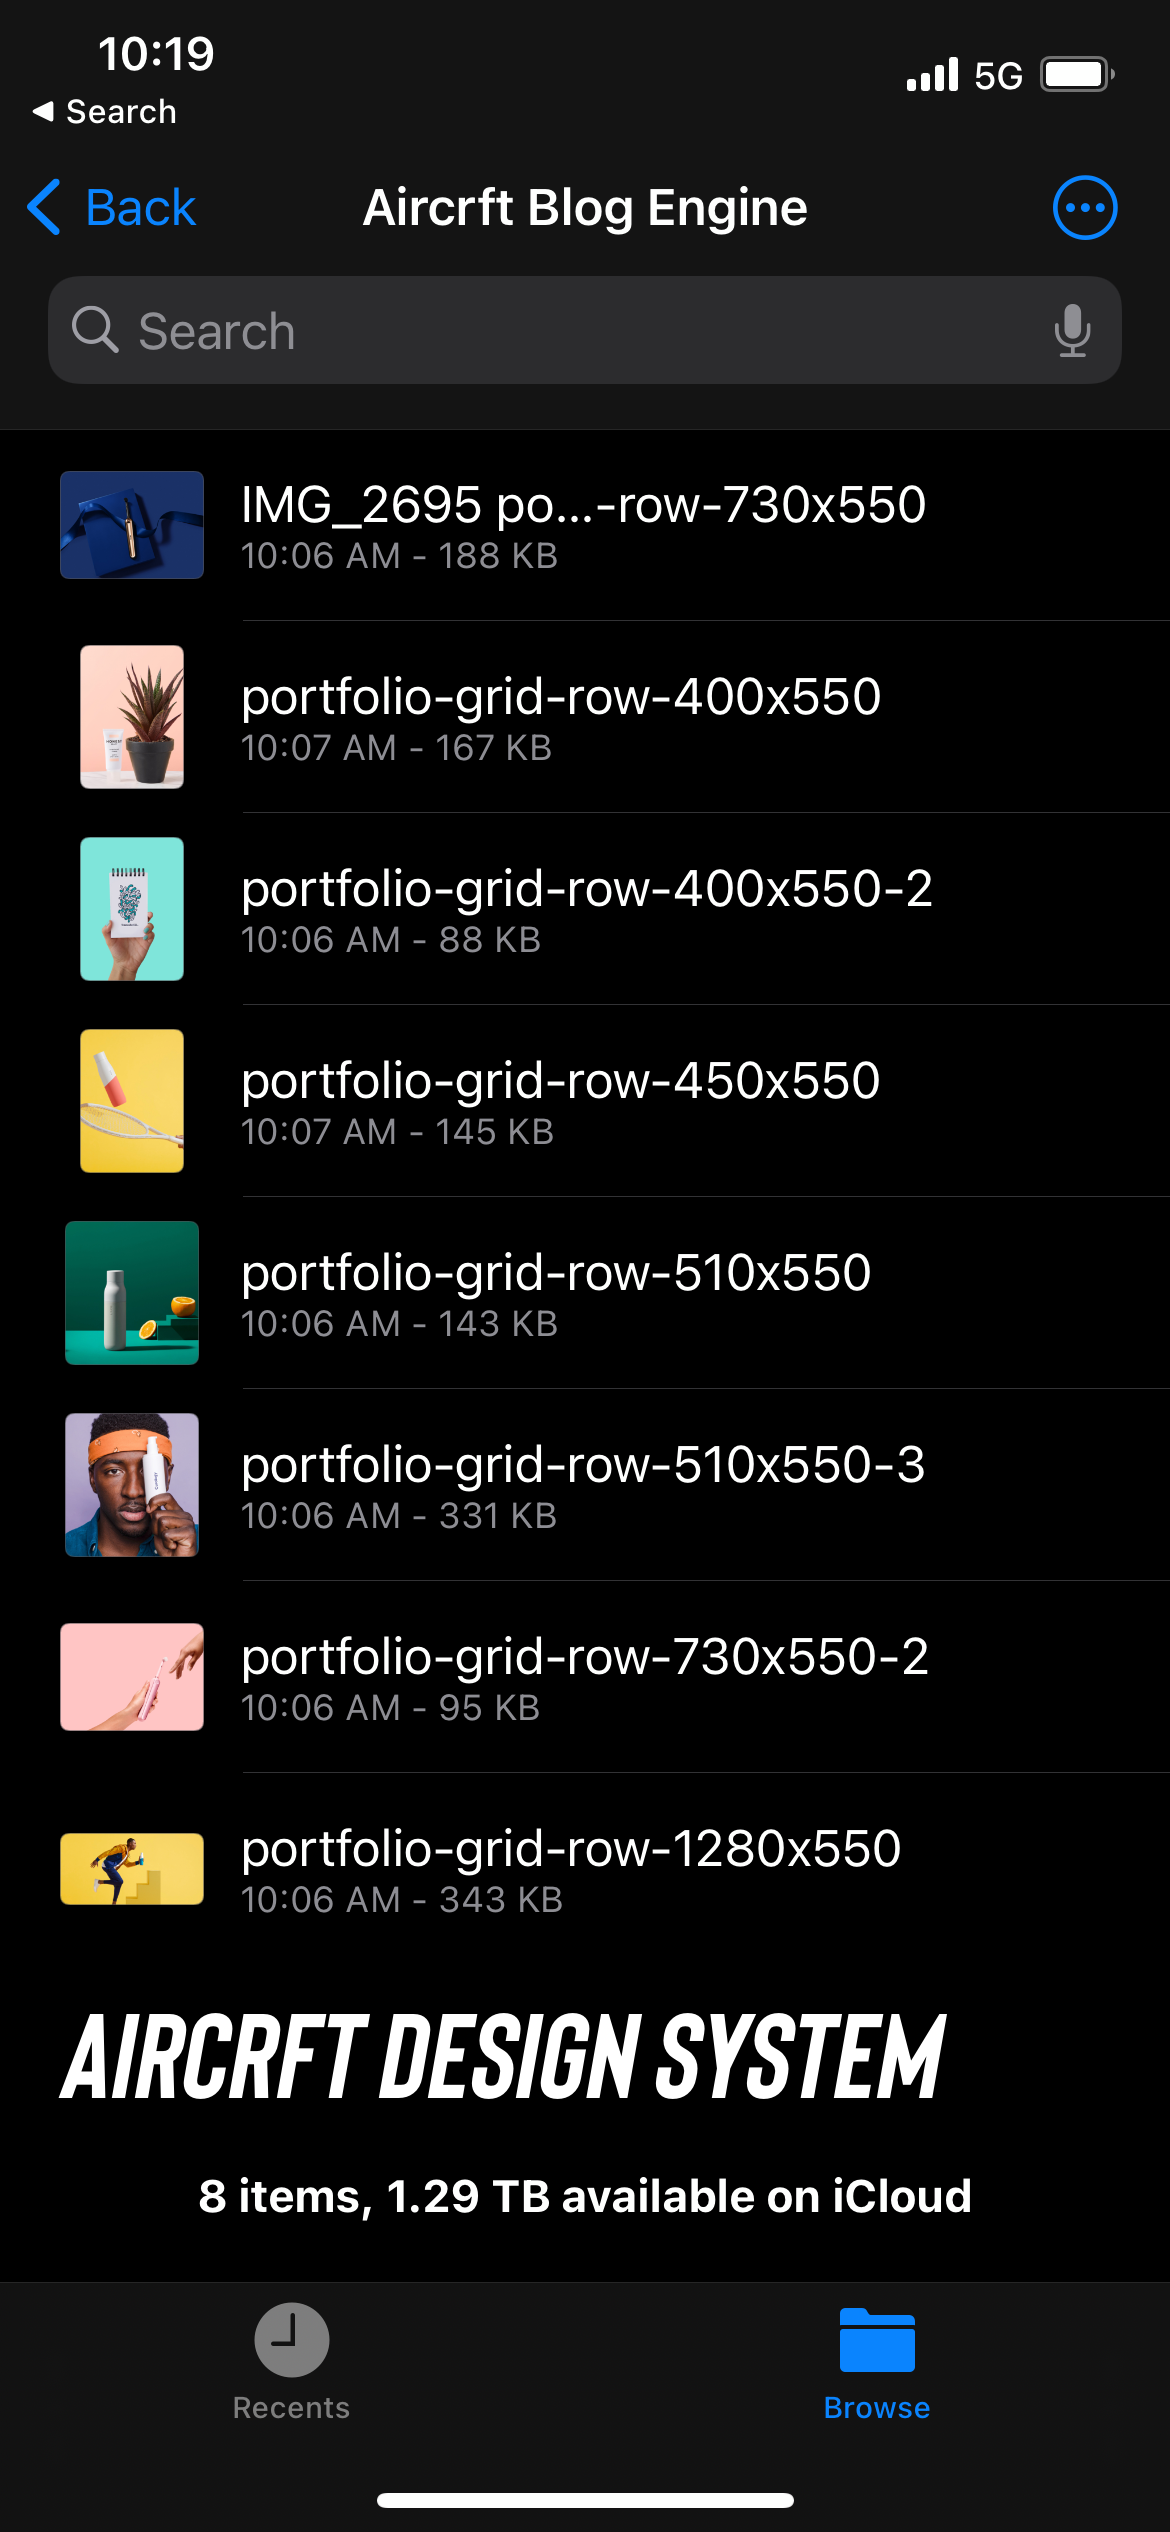 10:19
5G
◀ Search
Back
Aircrft Blog Engine
Search
IMG_2695 po...-row-730x550
10:06 AM - 188 KB
portfolio-grid-row-400x550
10:07 AM - 167 KB
portfolio-grid-row-400x550-2
10:06 AM - 88 KB
portfolio-grid-row-450x550
10:07 AM - 145 KB
portfolio-grid-row-510x550
10:06 AM - 143 KB
portfolio-grid-row-510x550-3
10:06 AM - 331 KB
portfolio-grid-row-730x550-2
10:06 AM - 95 KB
portfolio-grid-row-1280x550
10:06 AM - 343 KB
AIRCRFT DESIGN SYSTEM
8 items, 1.29 TB available on iCloud
Recents
Browse